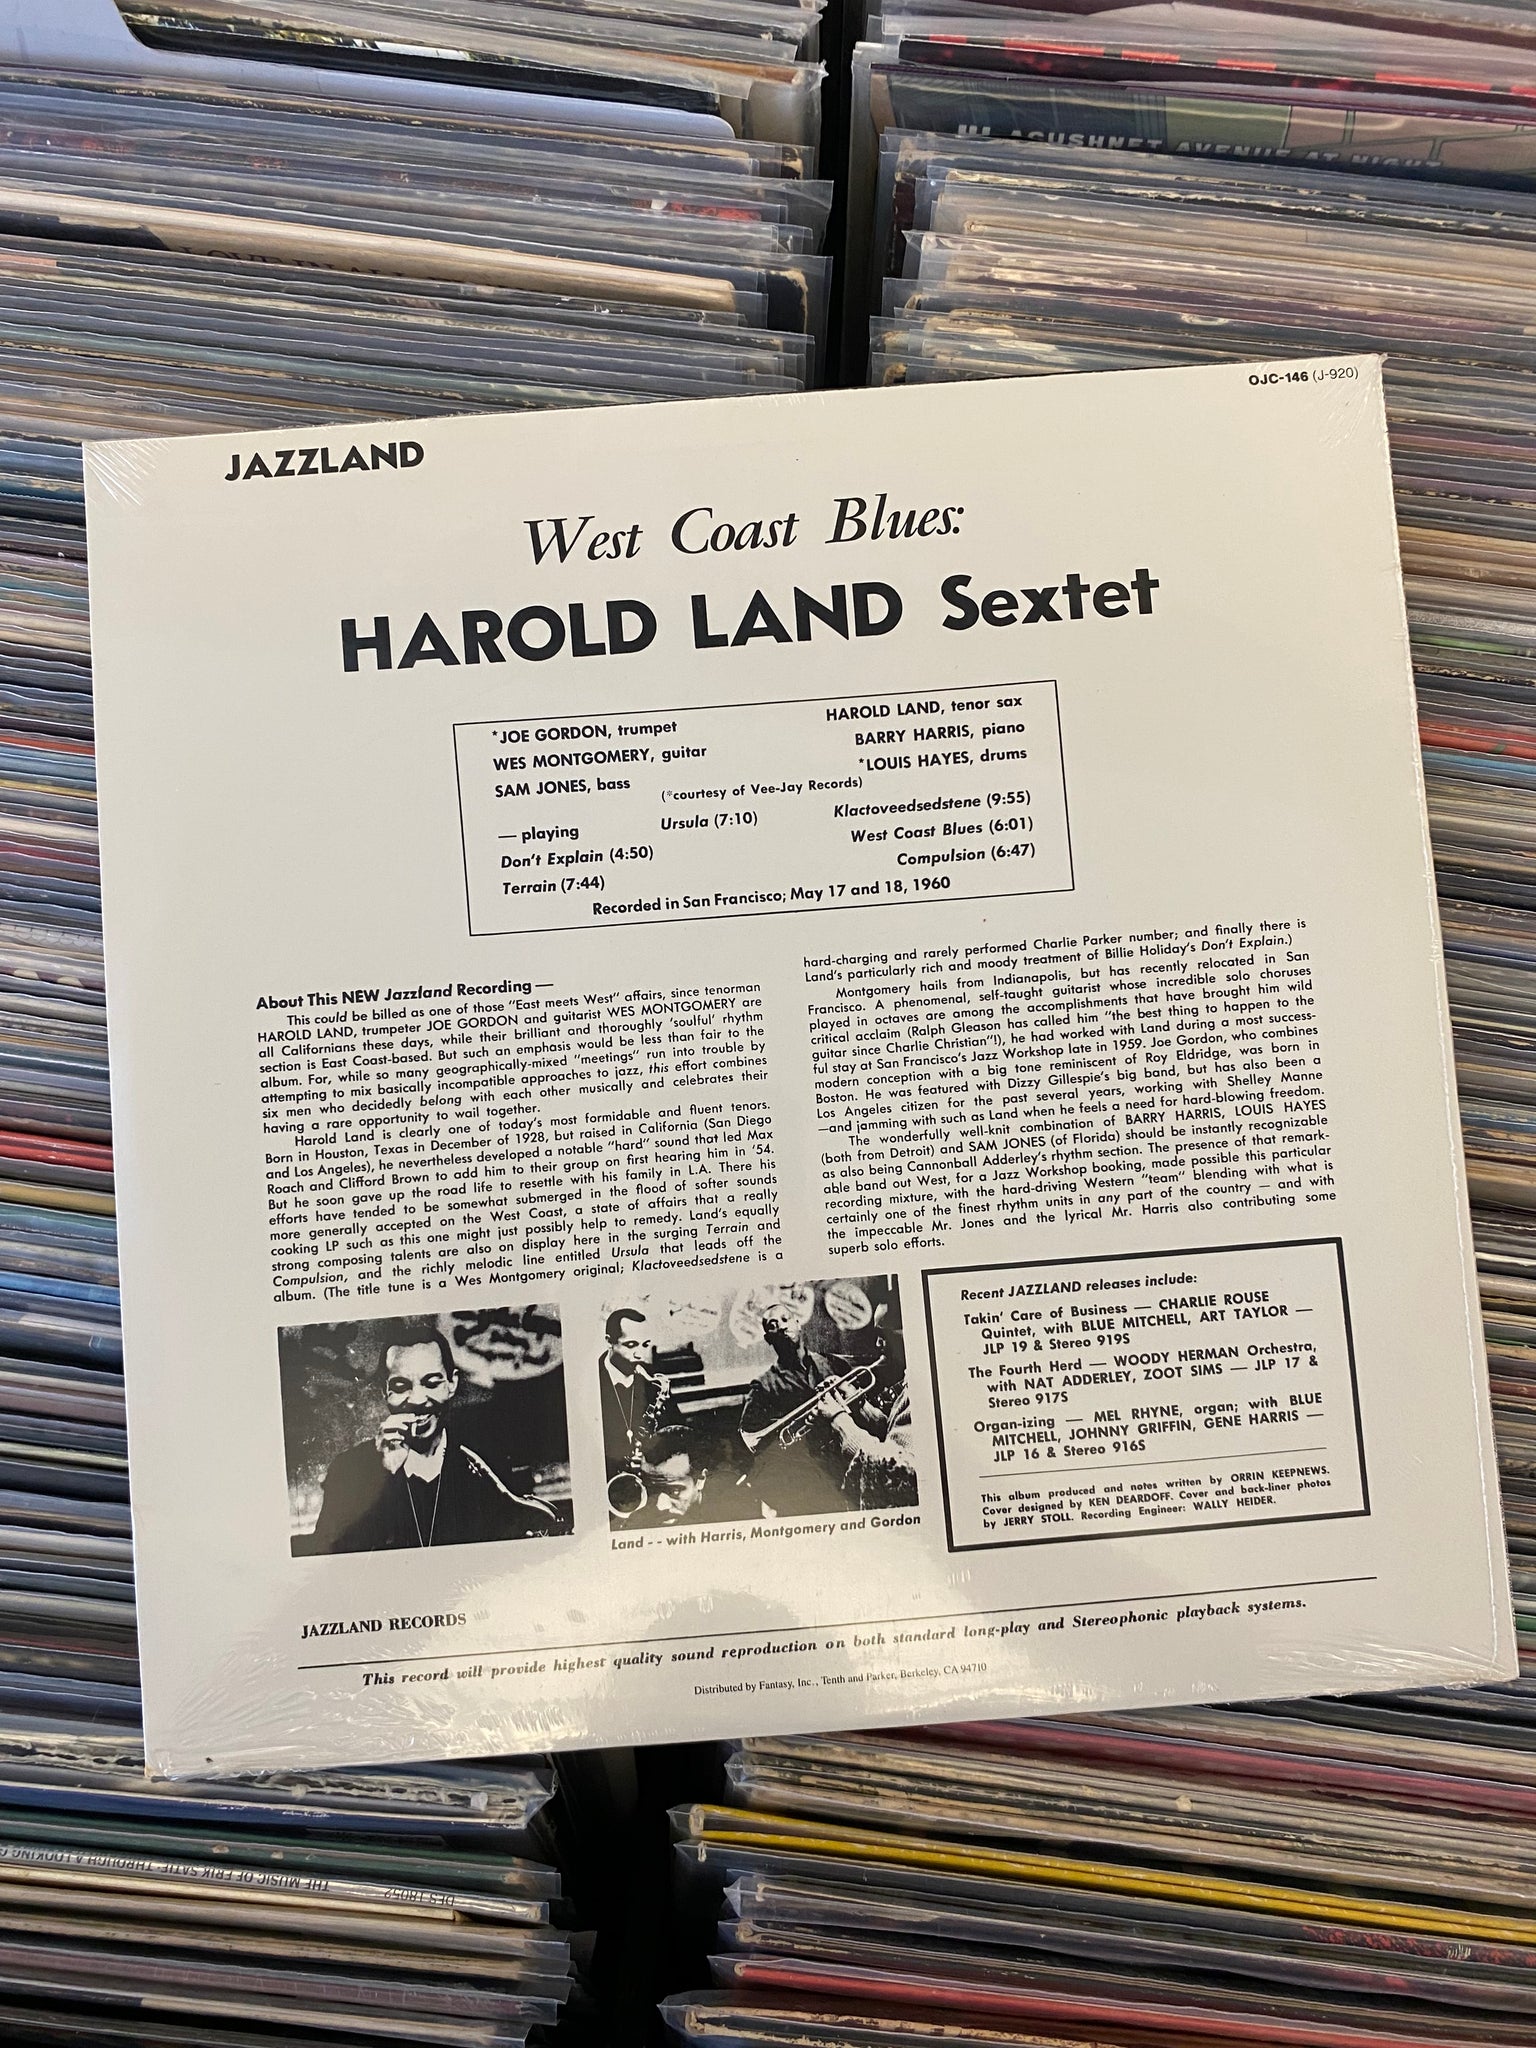 ACUSHNET AVENUE AT NIGHT
LOVE IN ALL
OJC-146 (J-920)
JAZZLAND
West Coast Blues:
HAROLD LAND Sextet
*JOE GORDON, trumpet
HAROLD LAND, tenor sax
WES MONTGOMERY, guitar
BARRY HARRIS, piano
SAM JONES, bass
*LOUIS HAYES, drums
(*courtesy of Vee-Jay Records)
— playing
Ursula (7:10)
Klactoveedsedstene (9:55)
Don't Explain (4:50)
West Coast Blues (6:01)
Terrain (7:44)
Compulsion (6:47)
Recorded in San Francisco; May 17 and 18, 1960
About This NEW Jazzland Recording —
This could be billed as one of those "East meets West" affairs, since tenorman
HAROLD LAND, trumpeter JOE GORDON and guitarist WES MONTGOMERY are
all Californians these days, while their brilliant and thoroughly 'soulful' rhythm
section is East Coast-based. But such an emphasis would be less than fair to the
album. For, while so many geographically-mixed "meetings" run into trouble by
attempting to mix basically incompatible approaches to jazz, this effort combines
six men who decidedly belong with each other musically and celebrates their
having a rare opportunity to wail together.
Harold Land is clearly one of today's most formidable and fluent tenors.
Born in Houston, Texas in December of 1928, but raised in California (San Diego
and Los Angeles), he nevertheless developed a notable "hard" sound that led Max
Roach and Clifford Brown to add him to their group on first hearing him in '54.
But he soon gave up the road life to resettle with his family in L.A. There his
efforts have tended to be somewhat submerged in the flood of softer sounds
more generally accepted on the West Coast, a state of affairs that a really
cooking LP such as this one might just possibly help to remedy. Land's equally
strong composing talents are also on display here in the surging Terrain and
Compulsion, and the richly melodic line entitled Ursula that leads off the
album. (The title tune is a Wes Montgomery original; Klactoveedsedstene is a
hard-charging and rarely performed Charlie Parker number; and finally there is
Land's particularly rich and moody treatment of Billie Holiday's Don't Explain.)
Montgomery hails from Indianapolis, but has recently relocated in San
Francisco. A phenomenal, self-taught guitarist whose incredible solo choruses
played in octaves are among the accomplishments that have brought him wild
critical acclaim (Ralph Gleason has called him "the best thing to happen to the
guitar since Charlie Christian"!), he had worked with Land during a most success-
ful stay at San Francisco's Jazz Workshop late in 1959. Joe Gordon, who combines
modern conception with a big tone reminiscent of Roy Eldridge, was born in
Boston. He was featured with Dizzy Gillespie's big band, but has also been a
Los Angeles citizen for the past several years, working with Shelley Manne
—and jamming with such as Land when he feels a need for hard-blowing freedom.
The wonderfully well-knit combination of BARRY HARRIS, LOUIS HAYES
(both from Detroit) and SAM JONES (of Florida) should be instantly recognizable
as also being Cannonball Adderley's rhythm section. The presence of that remark-
able band out West, for a Jazz Workshop booking, made possible this particular
recording mixture, with the hard-driving Western "team" blending with what is
certainly one of the finest rhythm units in any part of the country — and with
the impeccable Mr. Jones and the lyrical Mr. Harris also contributing some
superb solo efforts.
Land - - with Harris, Montgomery and Gordon
Recent JAZZLAND releases include:
Takin' Care of Business — CHARLIE ROUSE
Quintet, with BLUE MITCHELL, ART TAYLOR —
JLP 19 & Stereo 919S
The Fourth Herd — WOODY HERMAN Orchestra,
with NAT ADDERLEY, ZOOT SIMS — JLP 17 &
Stereo 917S
Organ-izing — MEL RHYNE, organ; with BLUE
MITCHELL, JOHNNY GRIFFIN, GENE HARRIS —
JLP 16 & Stereo 916S
This album produced and notes written by ORRIN KEEPNEWS.
Cover designed by KEN DEARDOFF. Cover and back-liner photos
by JERRY STOLL. Recording Engineer: WALLY HEIDER.
JAZZLAND RECORDS
This record will provide highest quality sound reproduction on both standard long-play and Stereophonic playback systems.
Distributed by Fantasy, Inc., Tenth and Parker, Berkeley, CA 94710
THE MUSIC OF ERIK SATIE: THROUGH A LOOKING
DES 18052